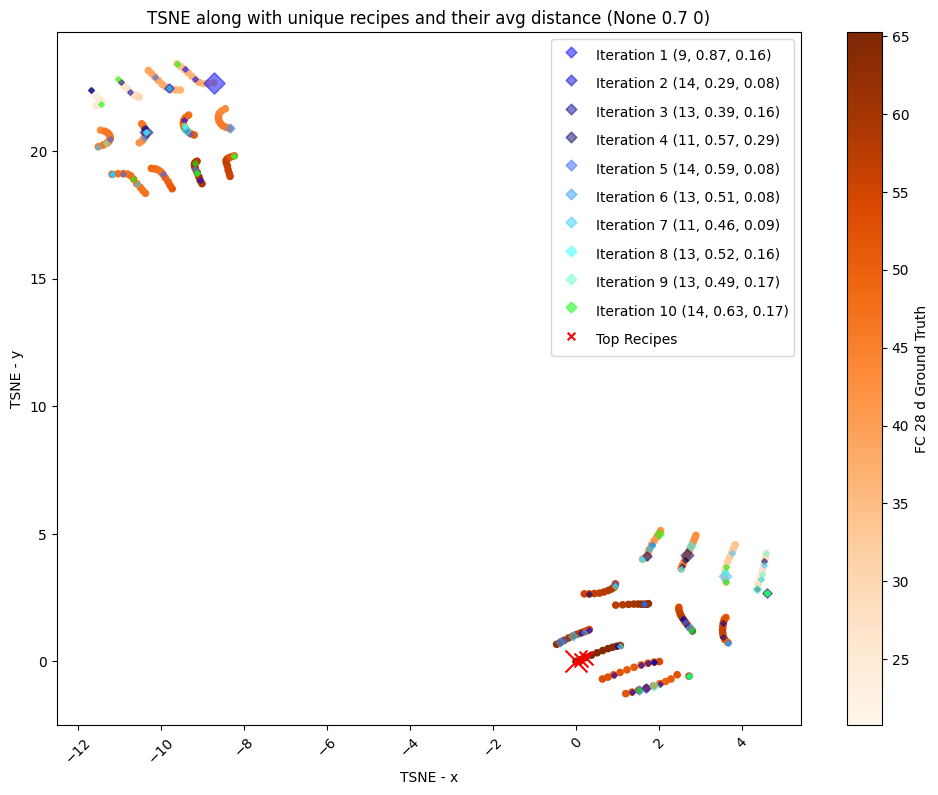 TSNE along with unique recipes and their avg distance (None 0.7 0)
Iteration 1 (9, 0.87, 0.16)
Iteration 2 (14, 0.29, 0.08)
Iteration 3 (13, 0.39, 0.16)
Iteration 4 (11, 0.57, 0.29)
Iteration 5 (14, 0.59, 0.08)
Iteration 6 (13, 0.51, 0.08)
Iteration 7 (11, 0.46, 0.09)
Iteration 8 (13, 0.52, 0.16)
Iteration 9 (13, 0.49, 0.17)
Iteration 10 (14, 0.63, 0.17)
Top Recipes
TSNE - y
20
15
10
5
0
−12
−10
−8
−6
−4
−2
0
2
4
TSNE - x
65
60
55
50
45
40
35
30
25
FC 28 d Ground Truth